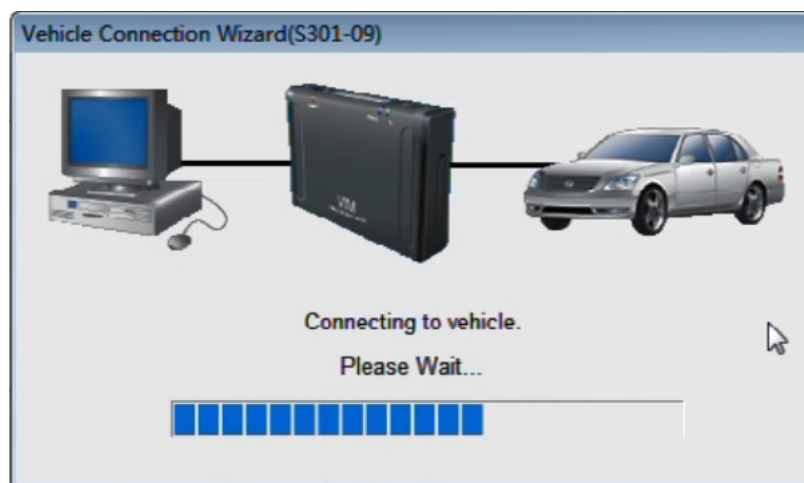 Vehicle Connection Wizard(S301-09)
VIM
Connecting to vehicle.
Please Wait...